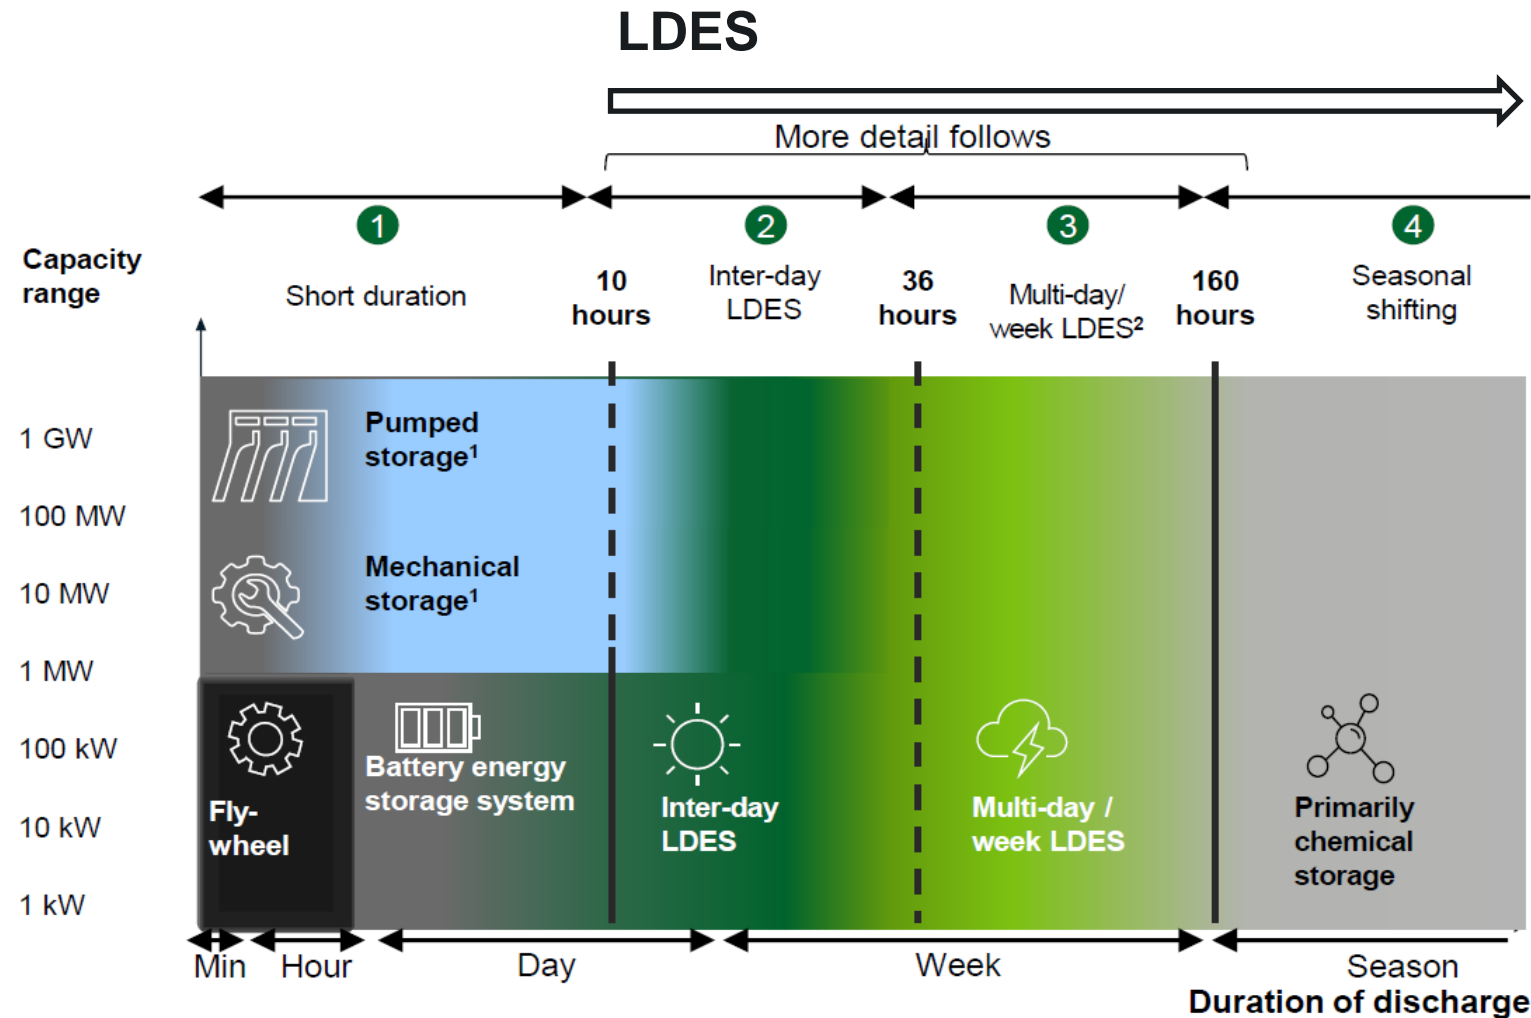 LDES
More detail follows
1
2
3
4
Capacity
range
Short duration
10
hours
Inter-day
LDES
36
hours
Multi-day/
week LDES²
160
hours
Seasonal
shifting
1 GW
100 MW
10 MW
1 MW
100 kW
10 kW
1 kW
Pumped
storage¹
Mechanical
storage¹
Fly-
wheel
Battery energy
storage system
Inter-day
LDES
Multi-day /
week LDES
Primarily
chemical
storage
Min
Hour
Day
Week
Season
Duration of discharge